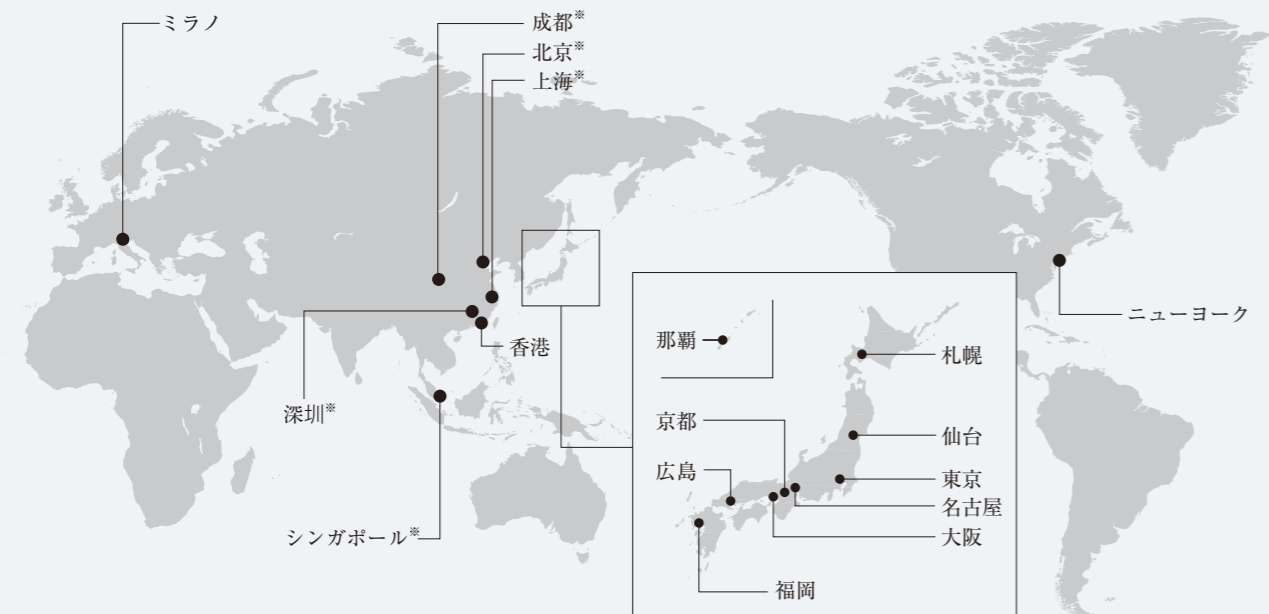 ミラノ
成都※
北京※
上海※
ニューヨーク
香港
深圳※
シンガポール※
那覇
札幌
京都
仙台
広島
東京
名古屋
大阪
福岡